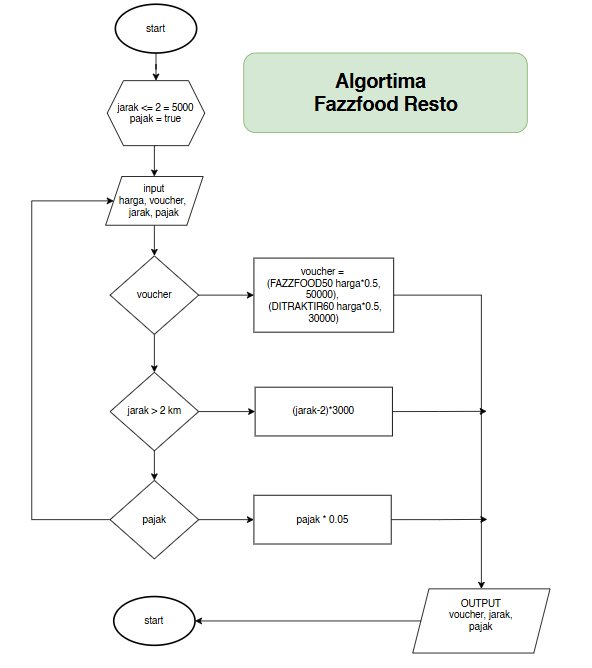 start
Algortima
Fazzfood Resto
jarak <= 2 = 5000
pajak = true
input
harga, voucher,
jarak, pajak
voucher
voucher =
(FAZZFOOD50 harga*0.5,
50000),
(DITRAKTIR60 harga*0.5,
30000)
jarak > 2 km
(jarak-2)*3000
pajak
pajak * 0.05
OUTPUT
voucher, jarak,
pajak
start